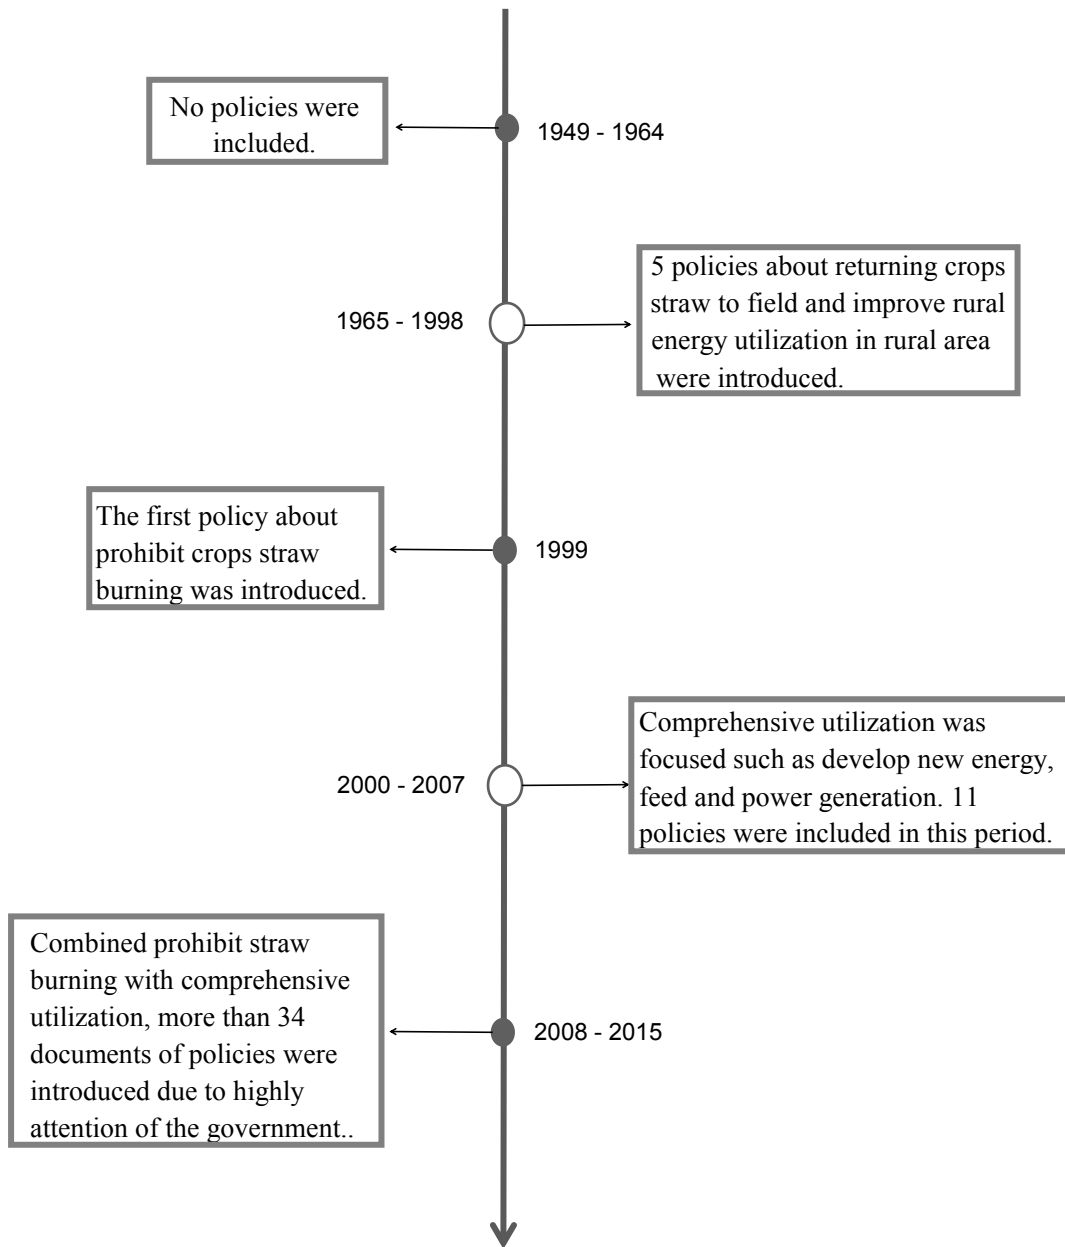 No policies were
included.
1949 - 1964
1965 - 1998
5 policies about returning crops
straw to field and improve rural
energy utilization in rural area
were introduced.
The first policy about
prohibit crops straw
burning was introduced.
1999
2000 - 2007
Comprehensive utilization was
focused such as develop new energy,
feed and power generation. 11
policies were included in this period.
Combined prohibit straw
burning with comprehensive
utilization, more than 34
documents of policies were
introduced due to highly
attention of the government..
2008 - 2015